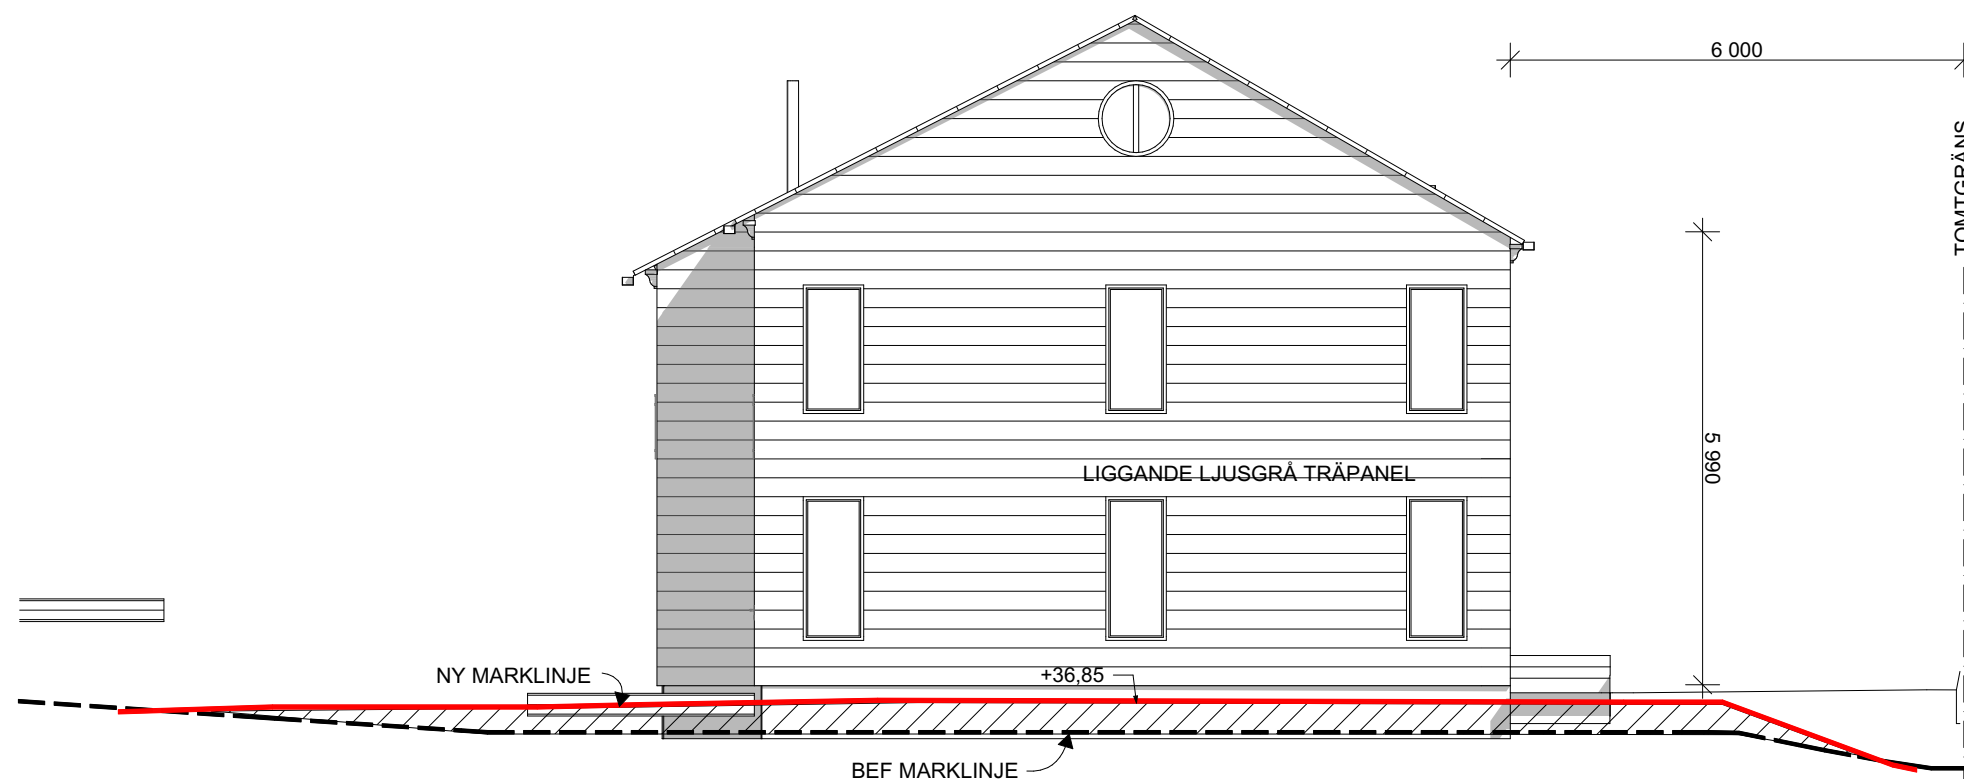 6 000
TOMTGRÄNS
5 990
LIGGANDE LJUSGRÅ TRÄPANEL
NY MARKLINJE
+36,85
BEF MARKLINJE